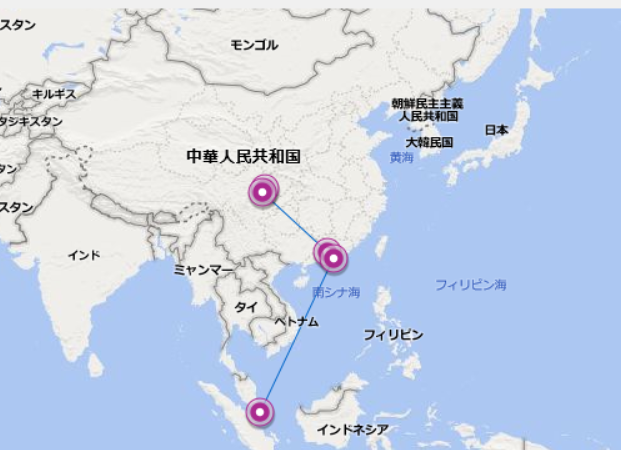 スタン
モンゴル
キルギス
タジキスタン
朝鮮民主主義
人民共和国
日本
大韓民国
中華人民共和国
黄海
タン
スタン
インド
ミャンマー
南シナ海
フィリピン海
タイ
ベトナム
フィリピン
インドネシア